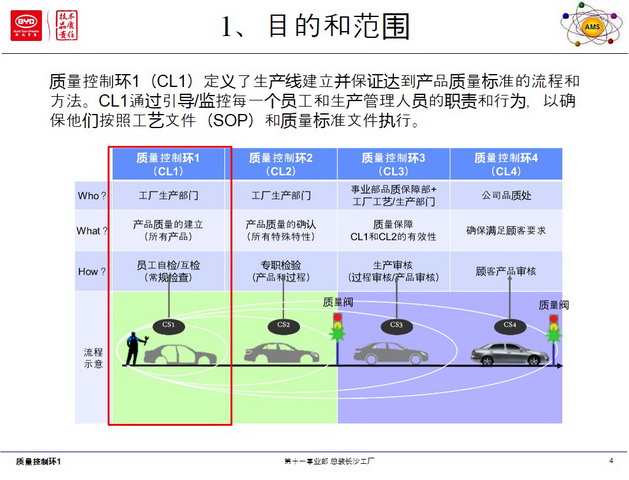 BYD
技术
品质
责任
1、目的和范围
AMS
质量控制环1（CL1）定义了生产线建立并保证达到产品质量标准的流程和
方法。CL1通过引导/监控每一个员工和生产管理人员的职责和行为，以确
保他们按照工艺文件（SOP）和质量标准文件执行。
质量控制环1
（CL1）
质量控制环2
（CL2）
质量控制环3
（CL3）
质量控制环4
（CL4）
Who？
工厂生产部门
工厂生产部门
事业部品质保障部+
工厂工艺/生产部门
公司品质处
What？
产品质量的建立
（所有产品）
产品质量的确认
（所有特殊特性）
质量保障
CL1和CL2的有效性
确保满足顾客要求
How？
员工自检/互检
（常规检查）
专职检验
（产品和过程）
生产审核
（过程审核/产品审核）
顾客产品审核
质量阀
质量阀
流程
示意
CS1
CS2
CS3
CS4
质量控制环1
第十一事业部 总装长沙工厂
4